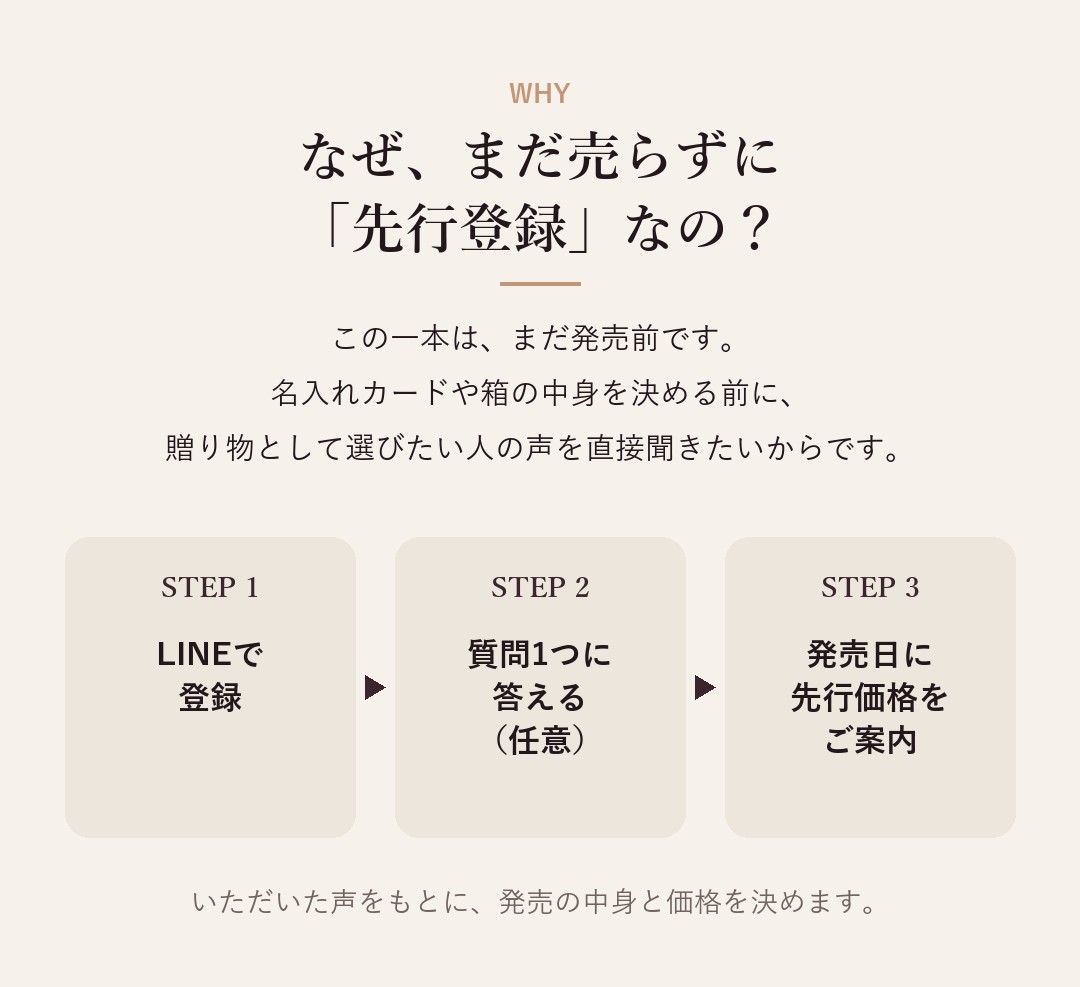 WHY
なぜ、まだ売らずに
「先行登録」なの？
この一本は、まだ発売前です。
名入れカードや箱の中身を決める前に、
贈り物として選びたい人の声を直接聞きたいからです。
STEP 1
LINEで
登録
STEP 2
質問1つに
答える
（任意）
STEP 3
発売日に
先行価格を
ご案内
いただいた声をもとに、発売の中身と価格を決めます。